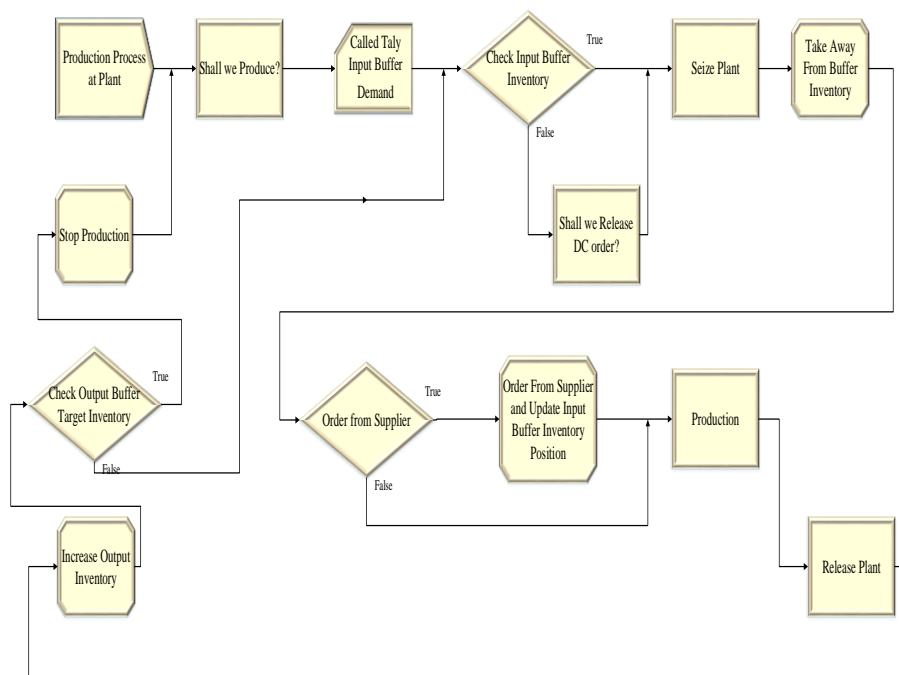 Production Process
at Plant
Shall we Produce?
Called Taly
Input Buffer
Demand
Check Input Buffer
Inventory
True
False
Seize Plant
Take Away
From Buffer
Inventory
Shall we Release
DC order?
Stop Production
Check Output Buffer
Target Inventory
True
False
Order from Supplier
True
False
Order From Supplier
and Update Input
Buffer Inventory
Position
Production
Increase Output
Inventory
Release Plant